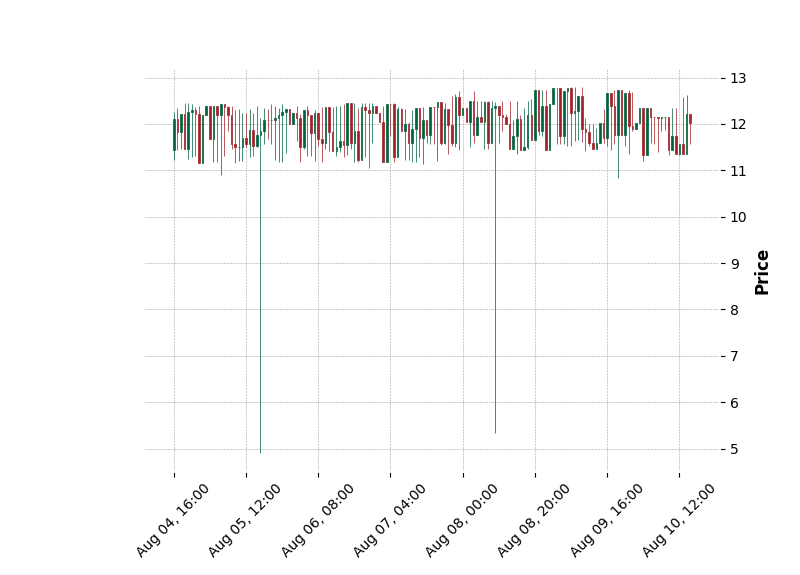 13
12
11
10
9
8
7
6
5
Price
Aug 04, 16:00
Aug 05, 12:00
Aug 06, 08:00
Aug 07, 04:00
Aug 08, 00:00
Aug 08, 20:00
Aug 09, 16:00
Aug 10, 12:00